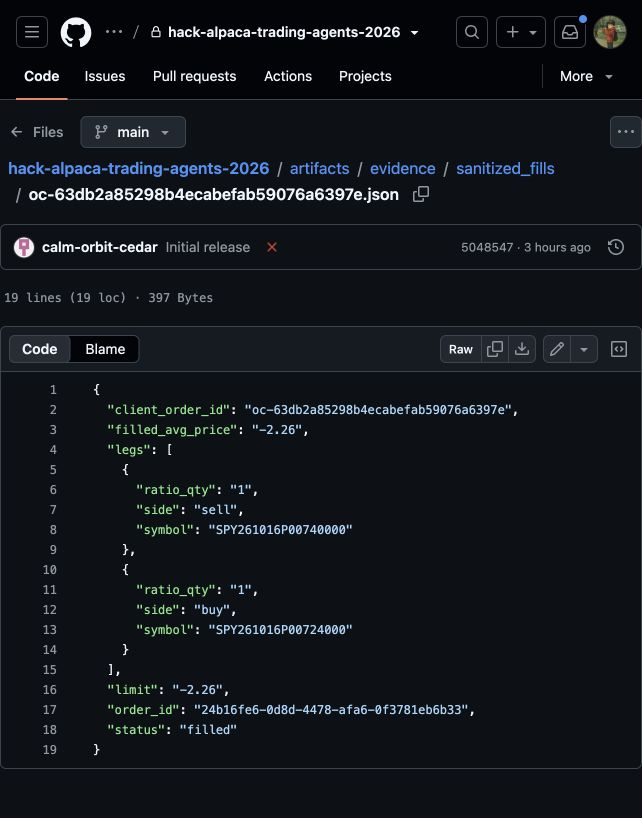 ... / hack-alpaca-trading-agents-2026
Code Issues Pull requests Actions Projects More
Files main ...
hack-alpaca-trading-agents-2026 / artifacts / evidence / sanitized_fills
/ oc-63db2a85298b4ecabefab59076a6397e.json
calm-orbit-cedar Initial release 5048547 · 3 hours ago
19 lines (19 loc) · 397 Bytes
Code Blame Raw
1 {
2 "client_order_id": "oc-63db2a85298b4ecabefab59076a6397e",
3 "filled_avg_price": "-2.26",
4 "legs": [
5 {
6 "ratio_qty": "1",
7 "side": "sell",
8 "symbol": "SPY261016P00740000"
9 },
10 {
11 "ratio_qty": "1",
12 "side": "buy",
13 "symbol": "SPY261016P00724000"
14 }
15 ],
16 "limit": "-2.26",
17 "order_id": "24b16fe6-0d8d-4478-afa6-0f3781eb6b33",
18 "status": "filled"
19 }